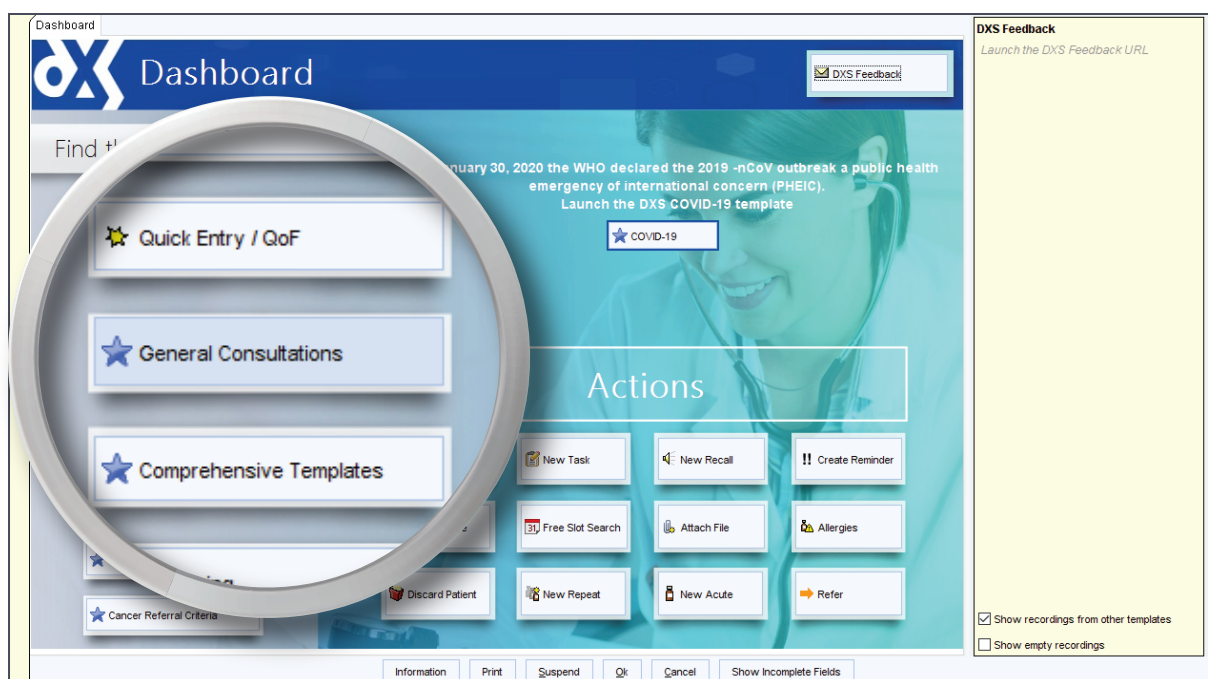 Dashboard
DXS Feedback
Launch the DXS Feedback URL
Dashboard
DXS Feedback
Find
2020 the WHO declared the 2019 -nCoV outbreak a public health
emergency of international concern (PHEIC).
Launch the DXS COVID-19 template
COVID-19
Quick Entry / QoF
General Consultations
Comprehensive Templates
Cancer Referral Criteria
Actions
New Task
New Recall
!! Create Reminder
Free Slot Search
Attach File
Allergies
Discard Patient
New Repeat
New Acute
Refer
Show recordings from other templates
Show empty recordings
Information
Print
Suspend
Ok
Cancel
Show Incomplete Fields